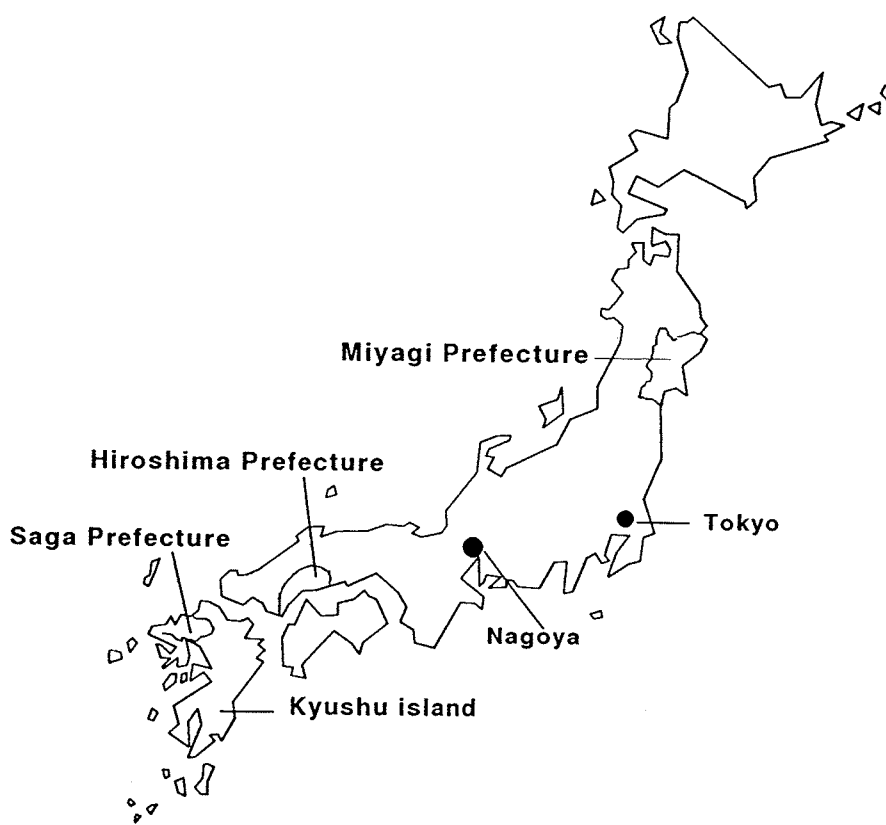 Miyagi Prefecture
Hiroshima Prefecture
Saga Prefecture
Tokyo
Nagoya
Kyushu island